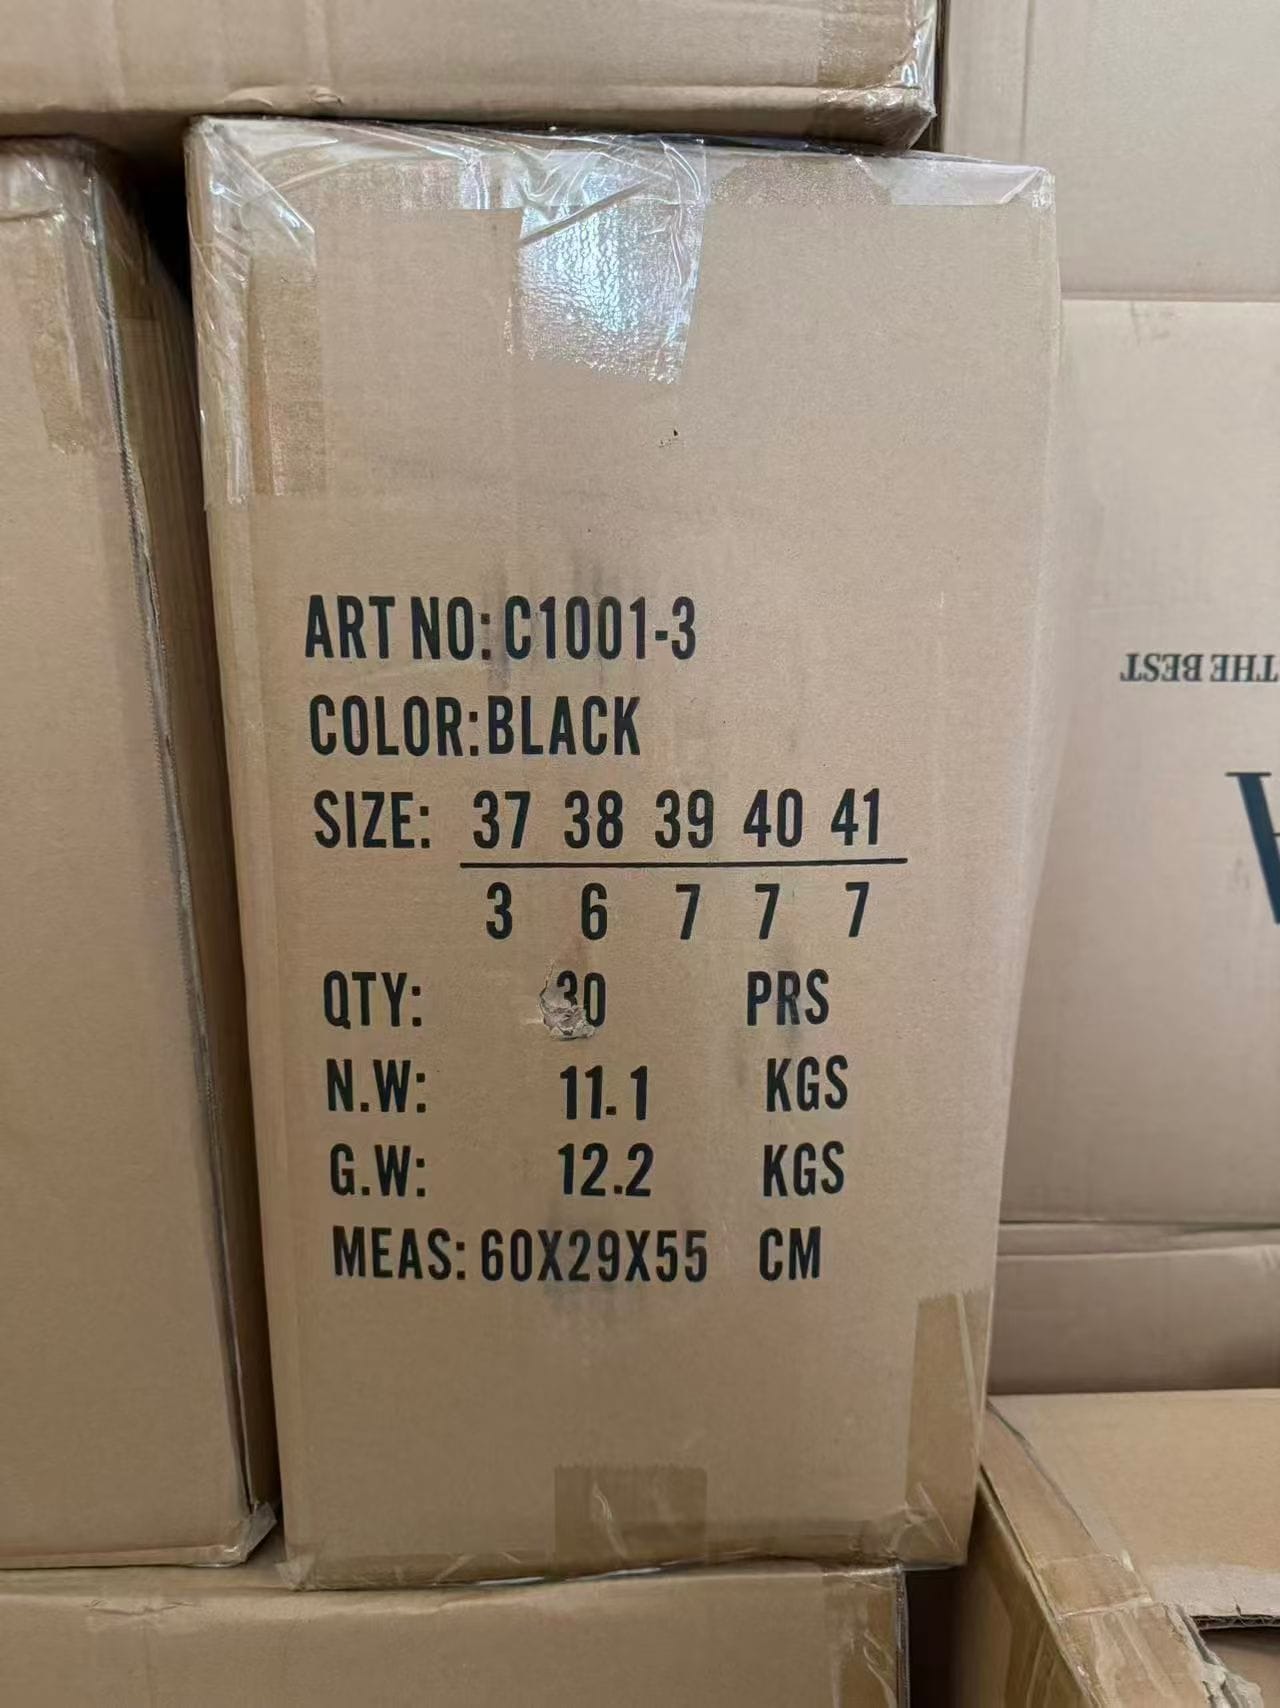 ART NO: C1001-3
COLOR: BLACK
SIZE: 37 38 39 40 41
3 6 7 7 7
QTY: 30 PRS
N.W: 11.1 KGS
G.W: 12.2 KGS
MEAS: 60X29X55 CM
THE BEST